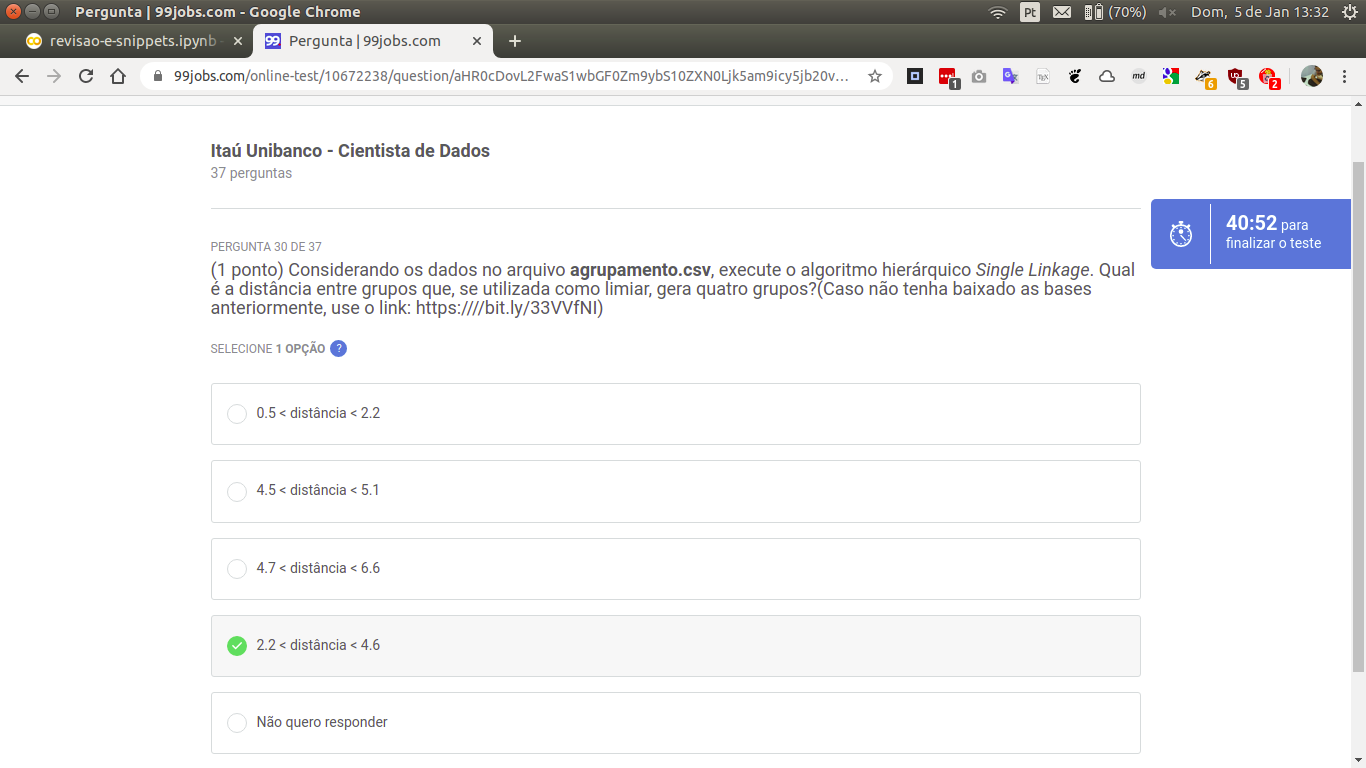 Pergunta | 99jobs.com - Google Chrome
Pt
(70%)
Dom, 5 de Jan 13:32
revisao-e-snippets.ipynb
Pergunta | 99jobs.com
99jobs.com/online-test/10672238/question/aHR0cDovL2FwaS1wbGF0Zm9ybS10ZXN0Ljk5am9icy5jb20v...
1
md
6
5
2
Itaú Unibanco - Cientista de Dados
37 perguntas
40:52 para
finalizar o teste
PERGUNTA 30 DE 37
(1 ponto) Considerando os dados no arquivo agrupamento.csv, execute o algoritmo hierárquico Single Linkage. Qual
é a distância entre grupos que, se utilizada como limiar, gera quatro grupos?(Caso não tenha baixado as bases
anteriormente, use o link: https:////bit.ly/33VVfNI)
SELECIONE 1 OPÇÃO ?
0.5 < distância < 2.2
4.5 < distância < 5.1
4.7 < distância < 6.6
2.2 < distância < 4.6
Não quero responder